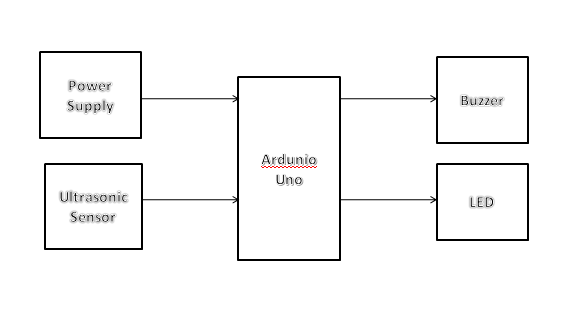 Power
Supply
Buzzer
Ardunio
Uno
Ultrasonic
Sensor
LED